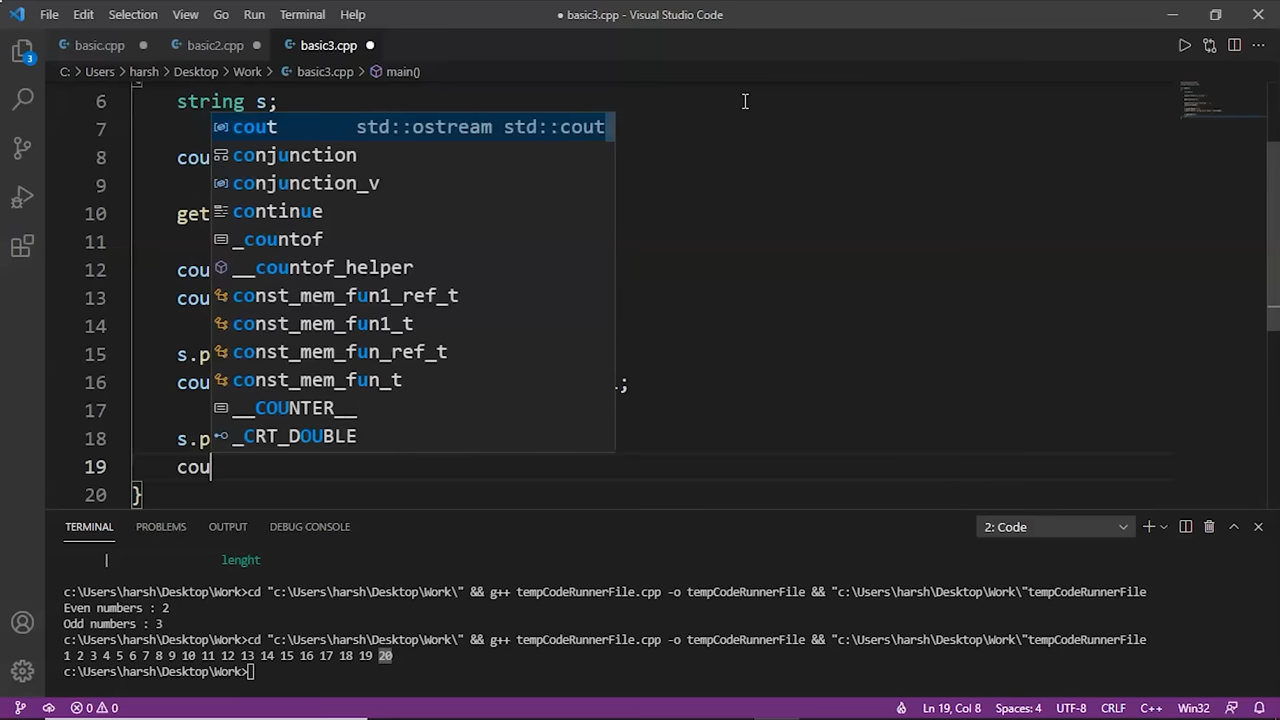 File Edit Selection View Go Run Terminal Help
● basic3.cpp - Visual Studio Code
basic.cpp ● basic2.cpp ● basic3.cpp ●
C: > Users > harsh > Desktop > Work > basic3.cpp > main()
3
6 string s;
7 cout std::ostream std::cout
8 cou conjunction
9 conjunction_v
10 get continue
11 _countof
12 cou __countof_helper
13 cou const_mem_fun1_ref_t
14 const_mem_fun1_t
15 s.p const_mem_fun_ref_t
16 cou const_mem_fun_t ;
17 __COUNTER__
18 s.p _CRT_DOUBLE
19 cou
20 }
TERMINAL PROBLEMS OUTPUT DEBUG CONSOLE 2: Code
| lenght
c:\Users\harsh\Desktop\Work>cd "c:\Users\harsh\Desktop\Work\" && g++ tempCodeRunnerFile.cpp -o tempCodeRunnerFile && "c:\Users\harsh\Desktop\Work\"tempCodeRunnerFile
Even numbers : 2
Odd numbers : 3
c:\Users\harsh\Desktop\Work>cd "c:\Users\harsh\Desktop\Work\" && g++ tempCodeRunnerFile.cpp -o tempCodeRunnerFile && "c:\Users\harsh\Desktop\Work\"tempCodeRunnerFile
1 2 3 4 5 6 7 8 9 10 11 12 13 14 15 16 17 18 19 20
c:\Users\harsh\Desktop\Work>
0 0 Ln 19, Col 8 Spaces: 4 UTF-8 CRLF C++ Win32